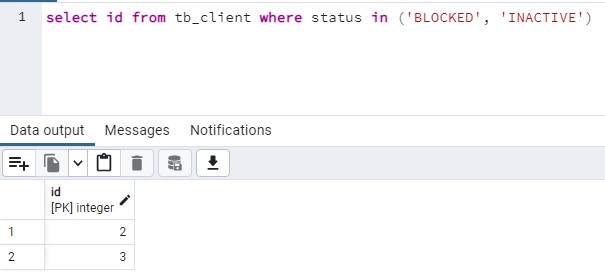 1 select id from tb_client where status in ('BLOCKED', 'INACTIVE')
Data output Messages Notifications
id
[PK] integer
1 2
2 3